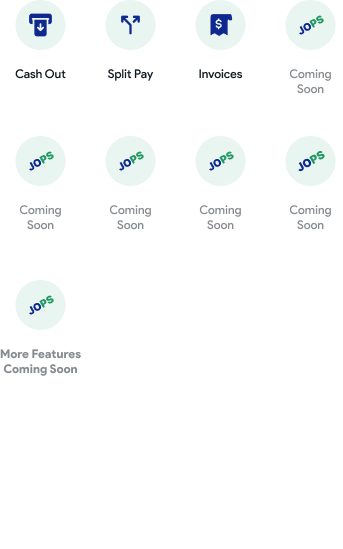 $
JOPS
Cash Out
Split Pay
Invoices
Coming
Soon
JOPS
JOPS
JOPS
JOPS
Coming
Soon
Coming
Soon
Coming
Soon
Coming
Soon
JOPS
More Features
Coming Soon